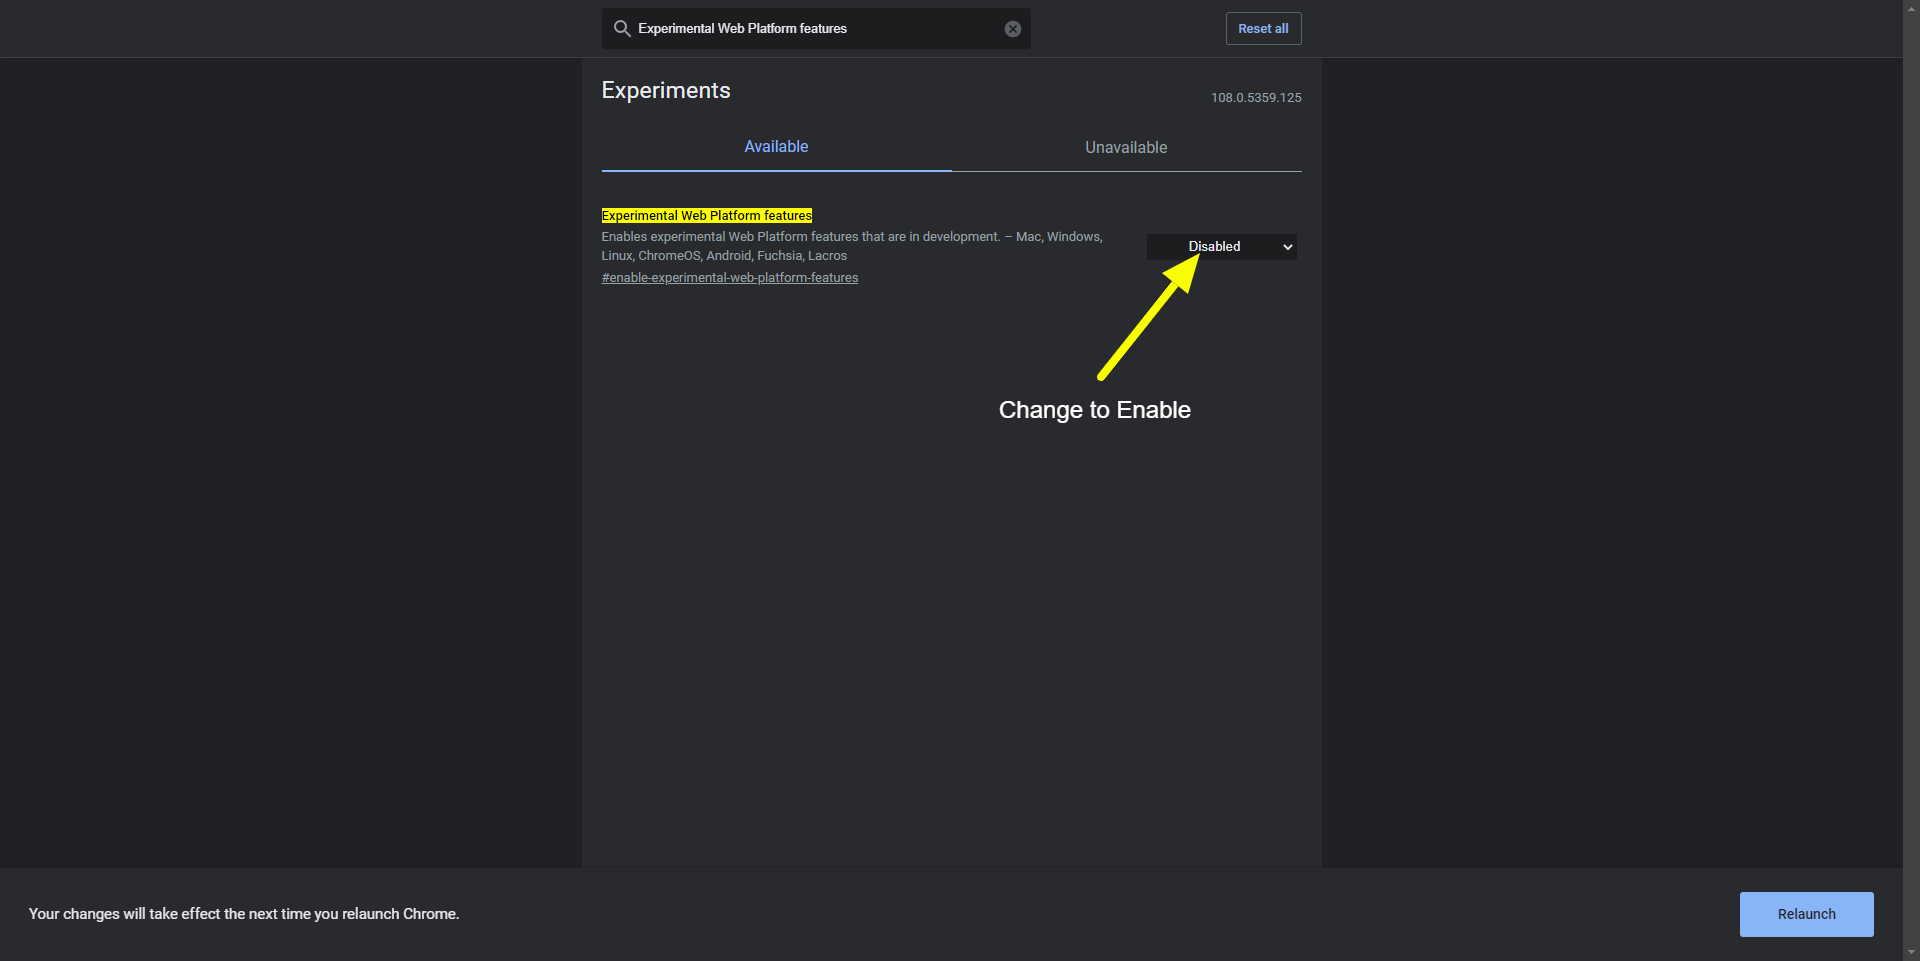 Experimental Web Platform features
Reset all
Experiments
108.0.5359.125
Available
Unavailable
Experimental Web Platform features
Enables experimental Web Platform features that are in development. – Mac, Windows,
Linux, ChromeOS, Android, Fuchsia, Lacros
#enable-experimental-web-platform-features
Disabled
Change to Enable
Your changes will take effect the next time you relaunch Chrome.
Relaunch